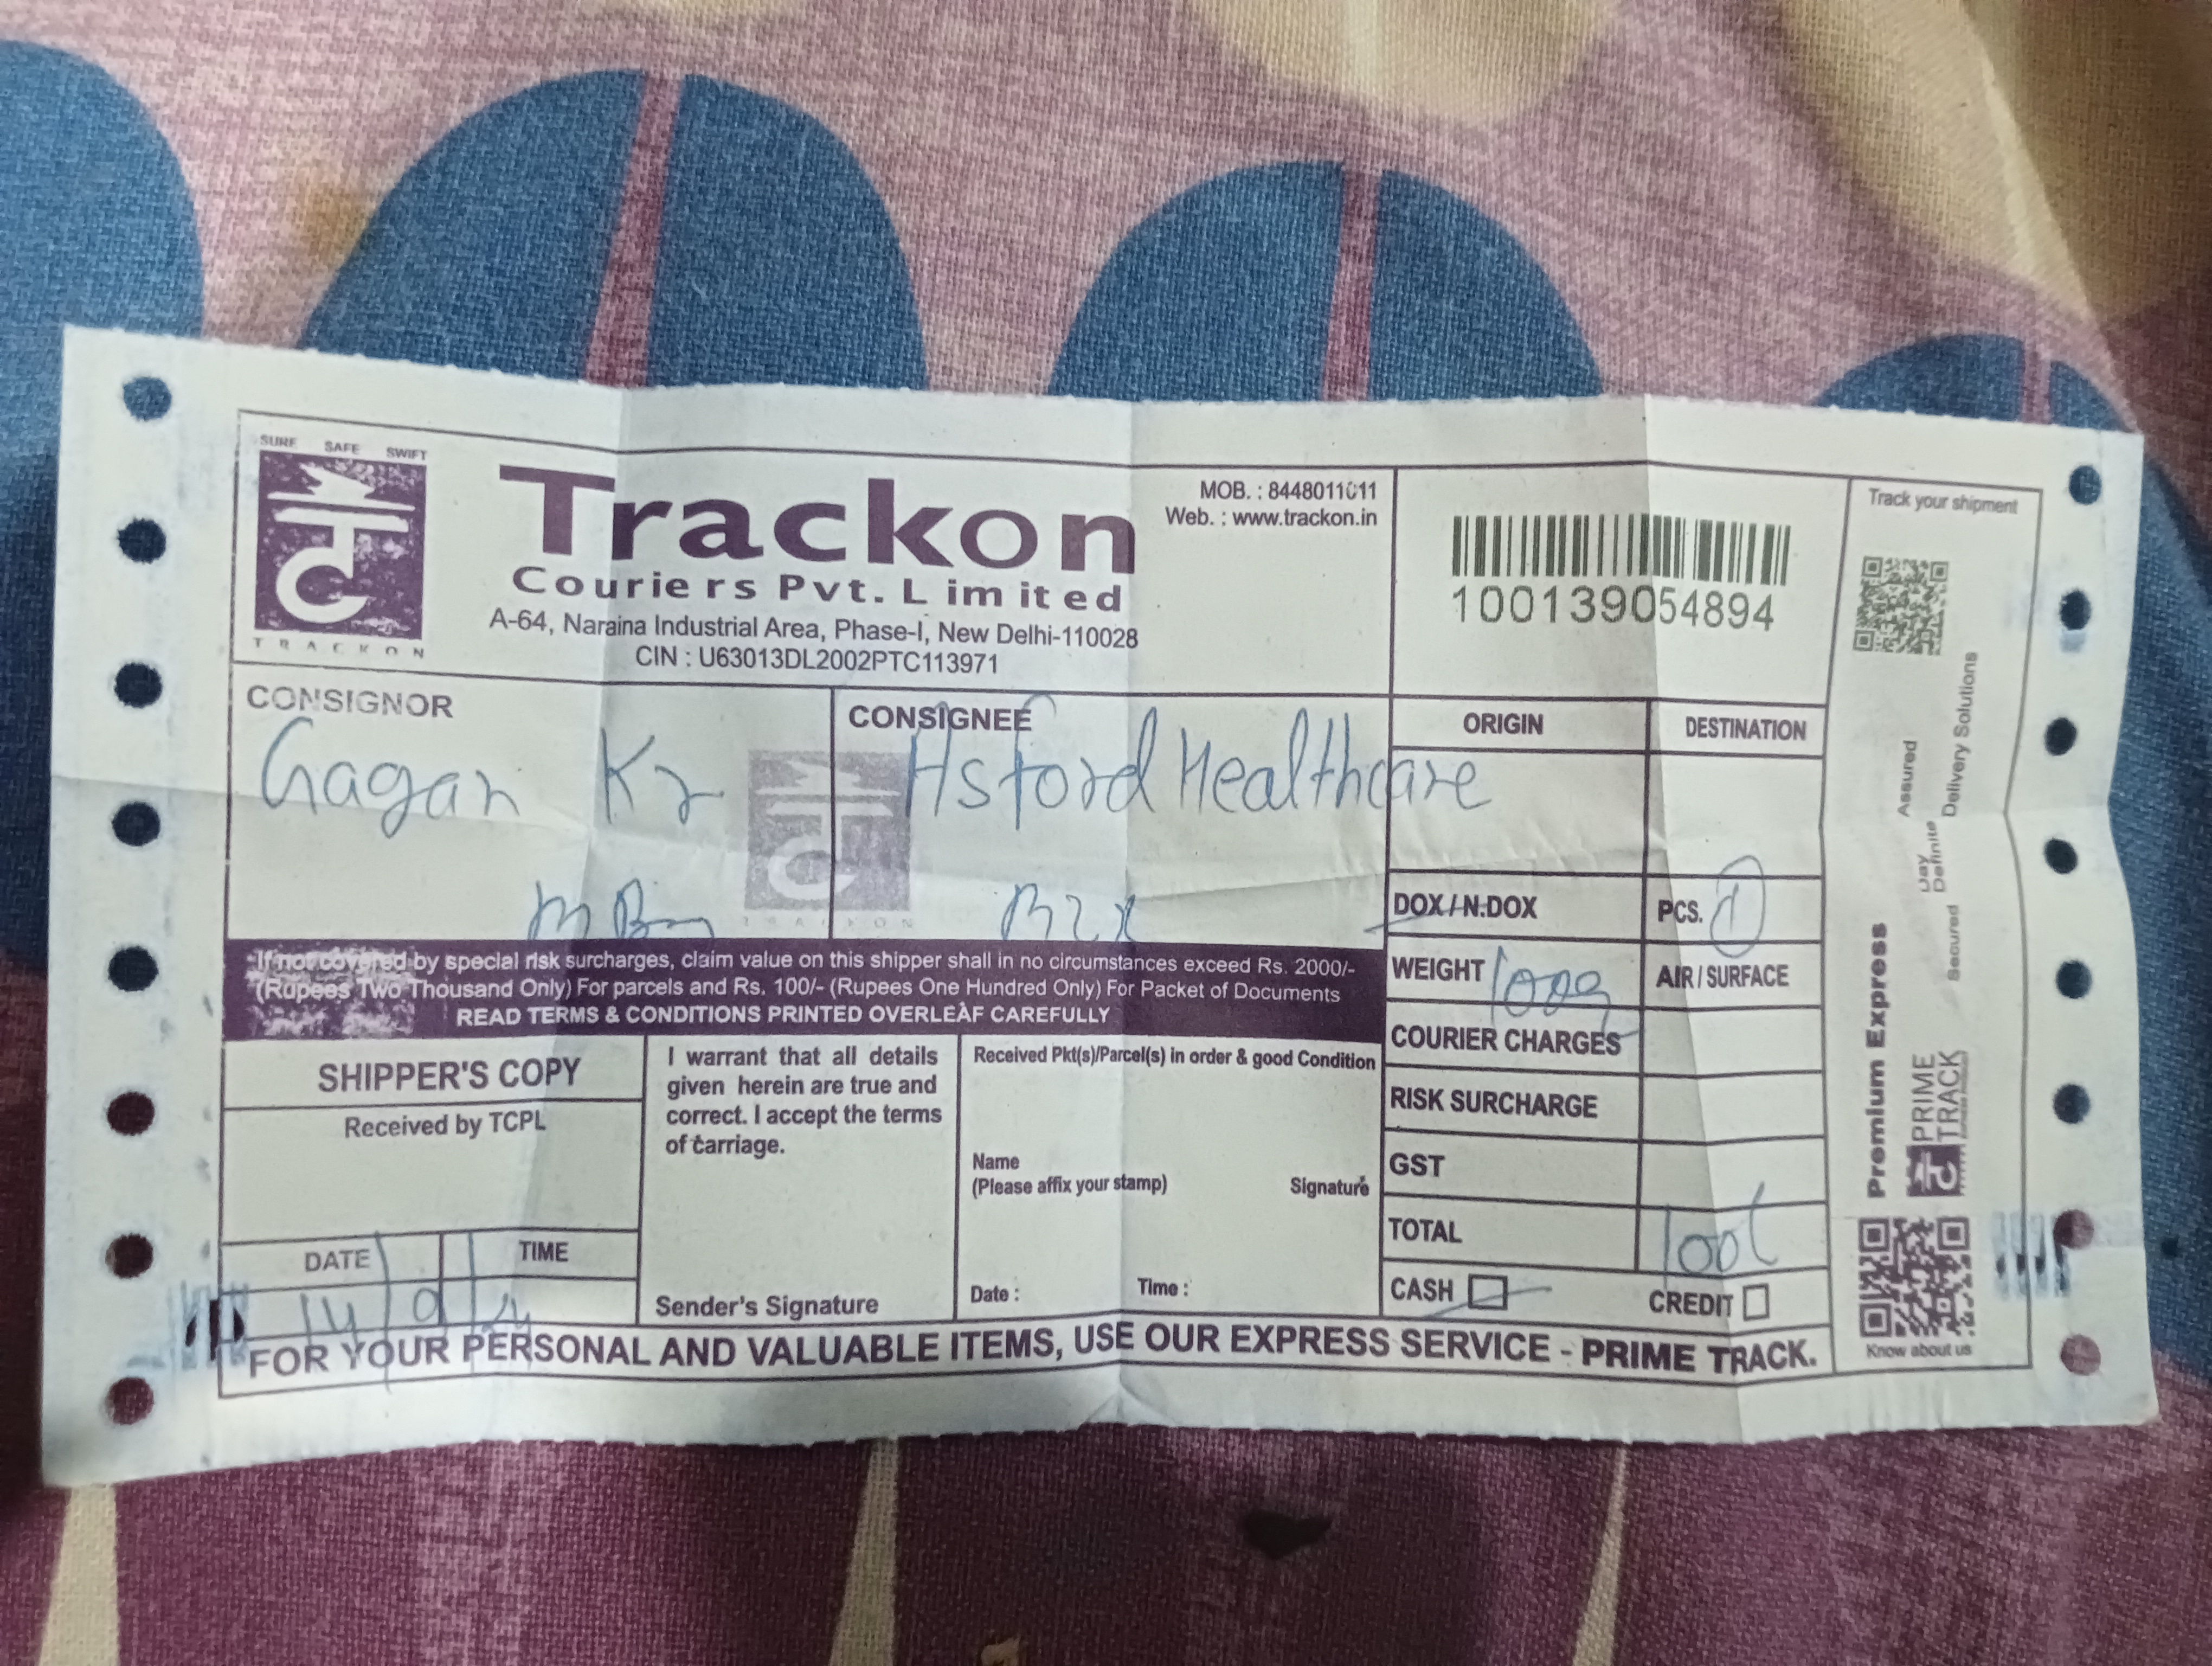 SURE SAFE SWIFT
TRACKON
Trackon
Couriers Pvt. Limited
A-64, Naraina Industrial Area, Phase-I, New Delhi-110028
CIN : U63013DL2002PTC113971
MOB. : 8448011011
Web. : www.trackon.in
100139054894
Track your shipment
CONSIGNOR
Gagan Kr
CONSIGNEE
Hsford Healthcare
TRACKON
ORIGIN
DESTINATION
DOX / N.DOX
PCS. 1
WEIGHT 100g
AIR / SURFACE
COURIER CHARGES
RISK SURCHARGE
GST
TOTAL
CASH
CREDIT
If not covered by special risk surcharges, claim value on this shipper shall in no circumstances exceed Rs. 2000/-
(Rupees Two Thousand Only) For parcels and Rs. 100/- (Rupees One Hundred Only) For Packet of Documents
READ TERMS & CONDITIONS PRINTED OVERLEAF CAREFULLY
SHIPPER'S COPY
Received by TCPL
DATE
TIME
I warrant that all details
given herein are true and
correct. I accept the terms
of carriage.
Sender's Signature
Received Pkt(s)/Parcel(s) in order & good Condition
Name
(Please affix your stamp)
Signature
Date :
Time :
FOR YOUR PERSONAL AND VALUABLE ITEMS, USE OUR EXPRESS SERVICE - PRIME TRACK.
Premium Express
Secured
Day
Definite
Assured
Delivery Solutions
PRIME
TRACK
Know about us